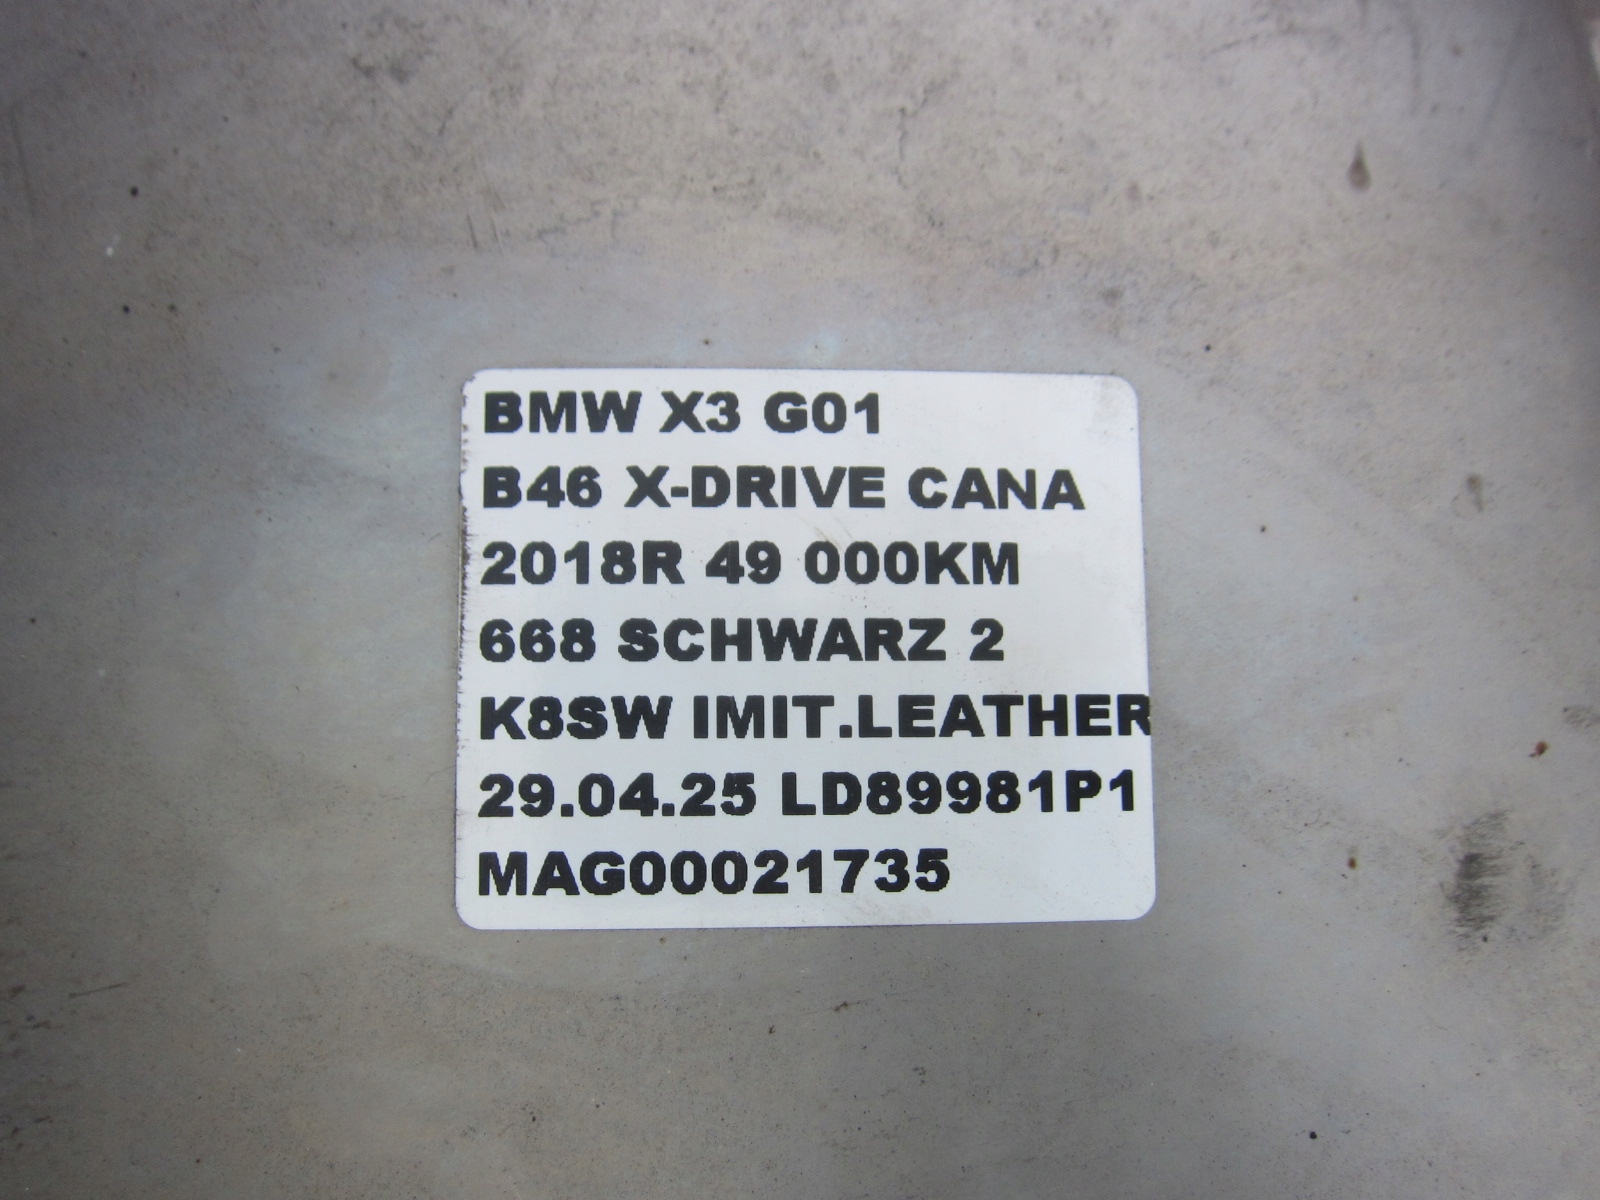 BMW X3 G01
B46 X-DRIVE CANA
2018R 49 000KM
668 SCHWARZ 2
K8SW IMIT.LEATHER
29.04.25 LD89981P1
MAG00021735